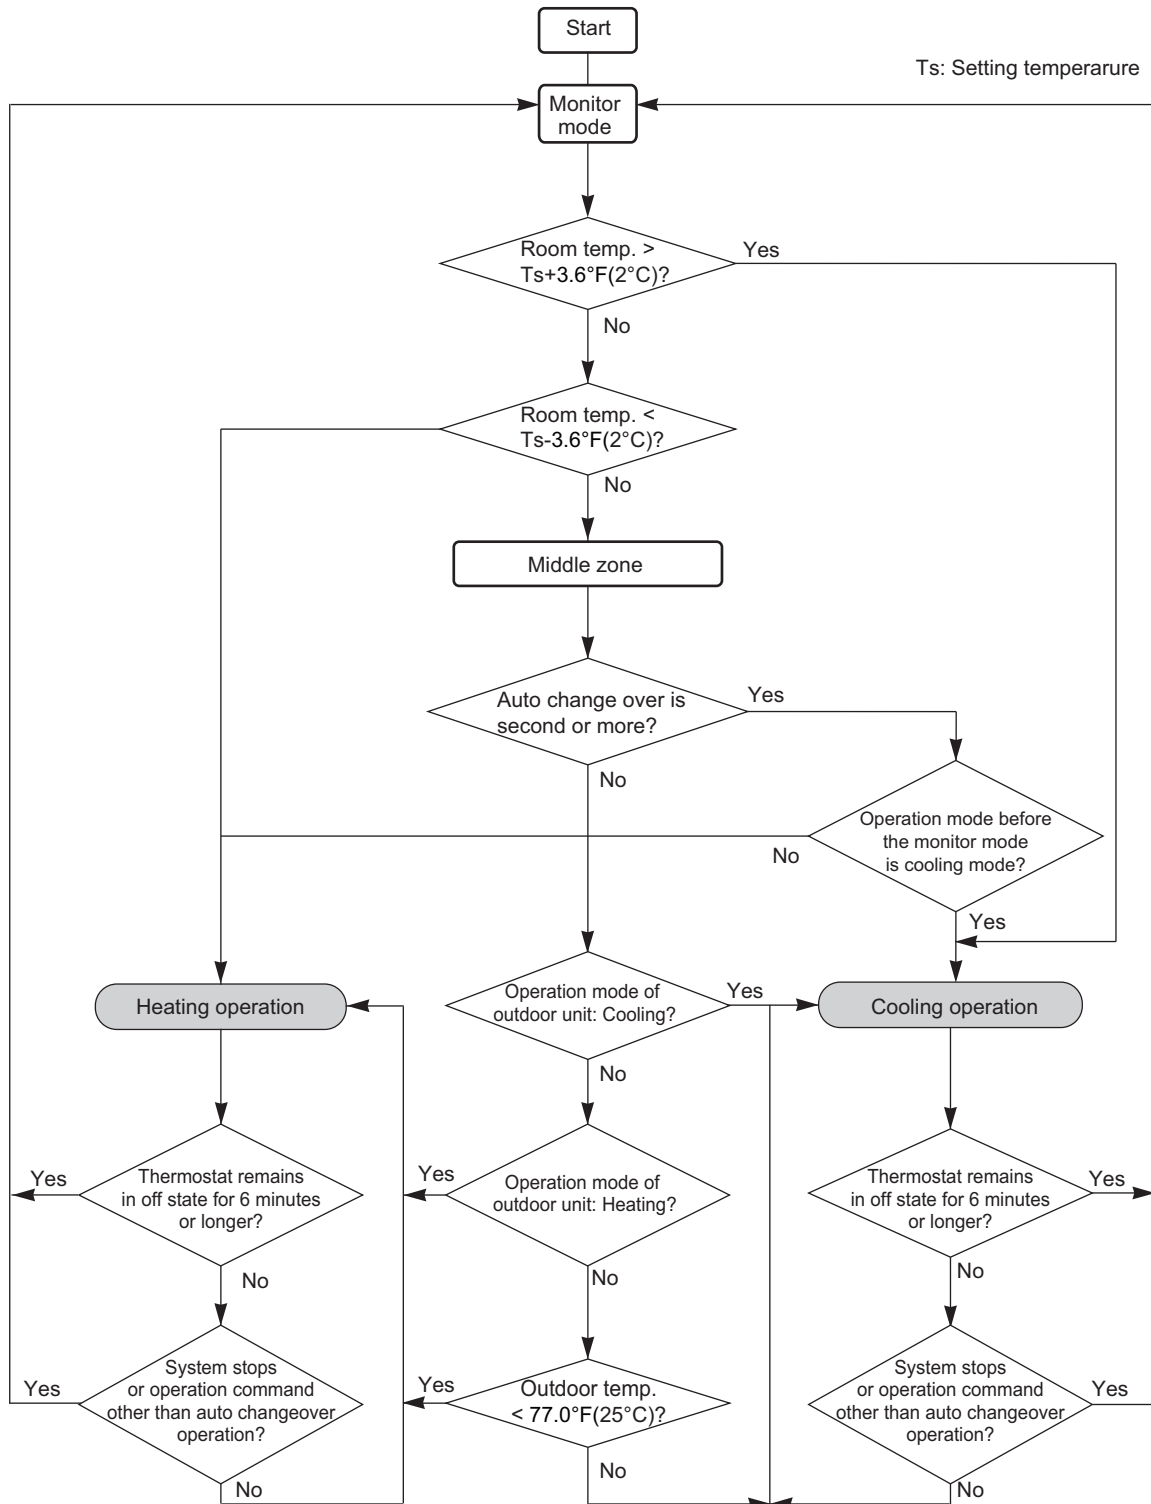 Start
Ts: Setting temperarure
Monitor
mode
Room temp. >
Ts+3.6°F(2°C)?
Yes
No
Room temp. <
Ts-3.6°F(2°C)?
No
Middle zone
Auto change over is
second or more?
Yes
No
Operation mode before
the monitor mode
is cooling mode?
No
Yes
Heating operation
Operation mode of
outdoor unit: Cooling?
Yes
Cooling operation
No
Thermostat remains
in off state for 6 minutes
or longer?
Yes
No
Operation mode of
outdoor unit: Heating?
Yes
No
Thermostat remains
in off state for 6 minutes
or longer?
Yes
No
System stops
or operation command
other than auto changeover
operation?
Yes
No
Outdoor temp.
< 77.0°F(25°C)?
Yes
No
System stops
or operation command
other than auto changeover
operation?
Yes
No